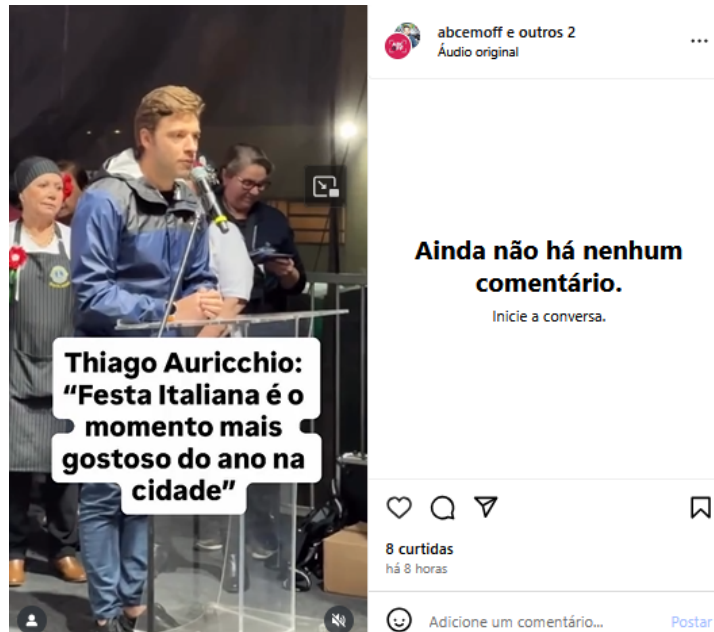 abcemoff e outros 2
Áudio original
Thiago Auricchio:
“Festa Italiana é o
momento mais
gostoso do ano na
cidade”
Ainda não há nenhum
comentário.
Inicie a conversa.
8 curtidas
há 8 horas
Adicione um comentário...
Postar